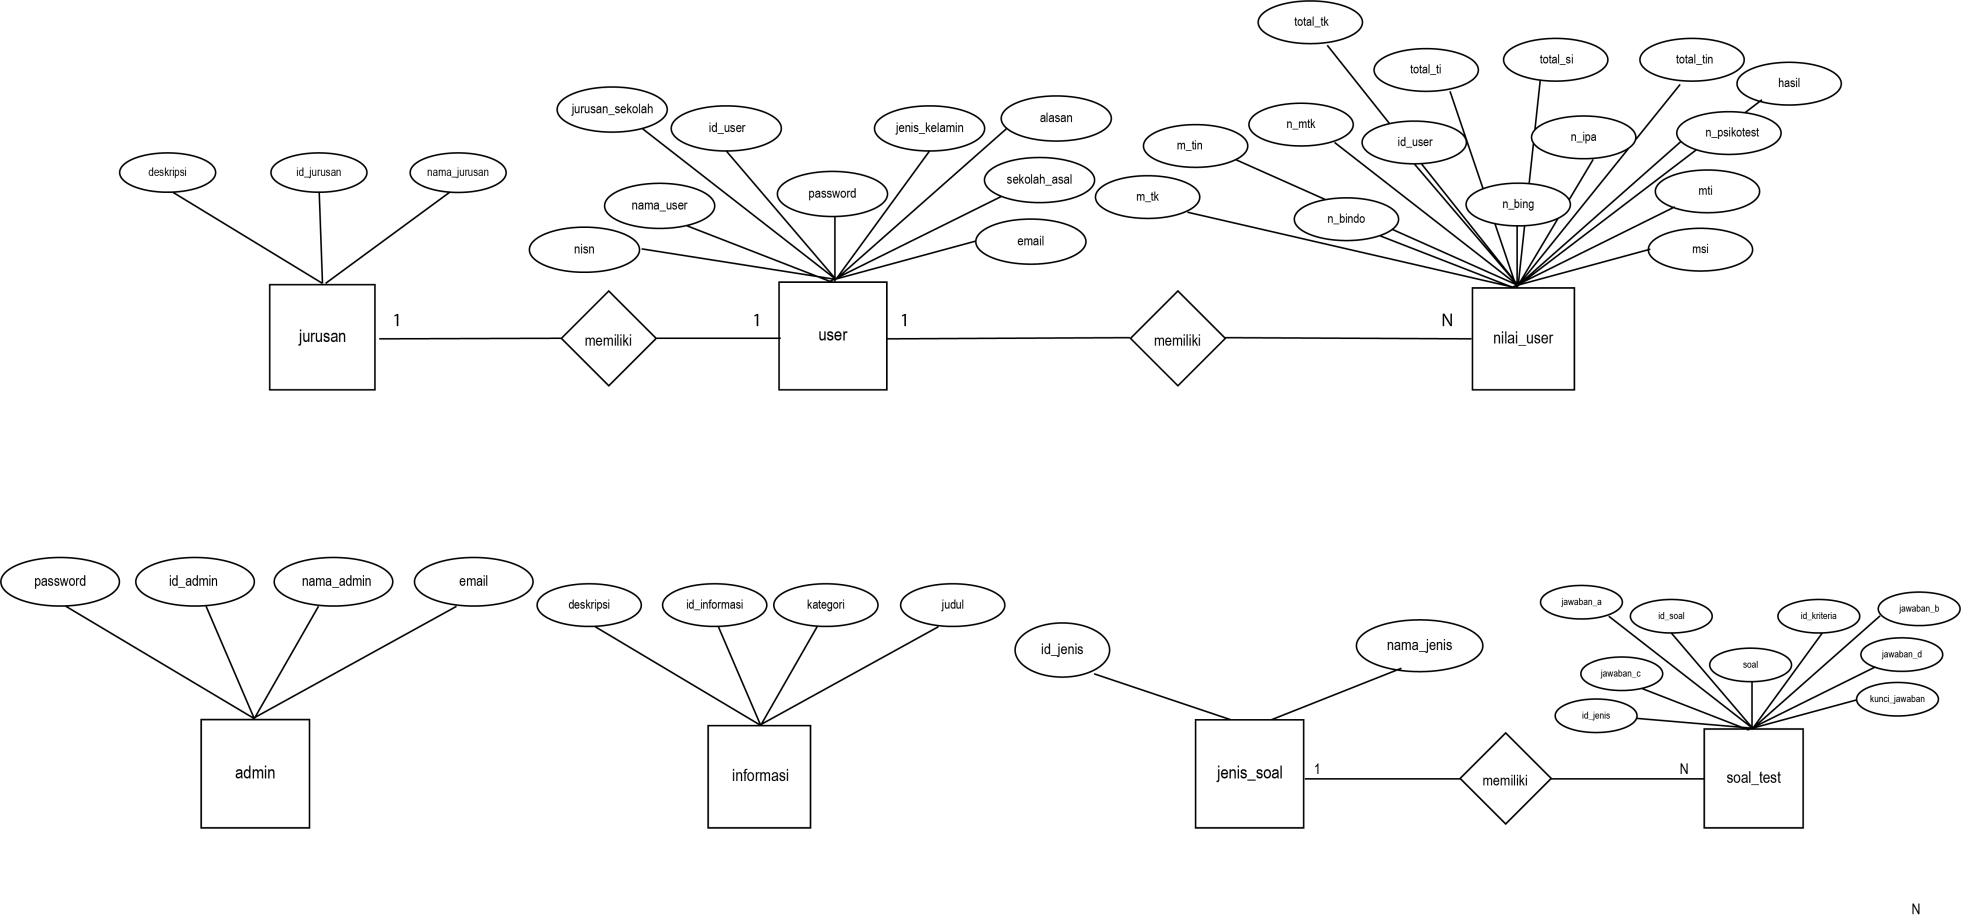 total_tk
total_ti
total_si
total_tin
hasil
jurusan_sekolah
id_user
jenis_kelamin
alasan
m_tin
n_mtk
id_user
n_ipa
n_psikotest
deskripsi
id_jurusan
nama_jurusan
nama_user
password
sekolah_asal
m_tk
n_bindo
n_bing
mti
nisn
email
msi
jurusan
1
memiliki
1
user
1
memiliki
N
nilai_user
password
id_admin
nama_admin
email
deskripsi
id_informasi
kategori
judul
id_jenis
nama_jenis
jawaban_a
id_soal
id_kriteria
jawaban_b
jawaban_c
soal
jawaban_d
id_jenis
kunci_jawaban
admin
informasi
jenis_soal
1
memiliki
N
soal_test
N